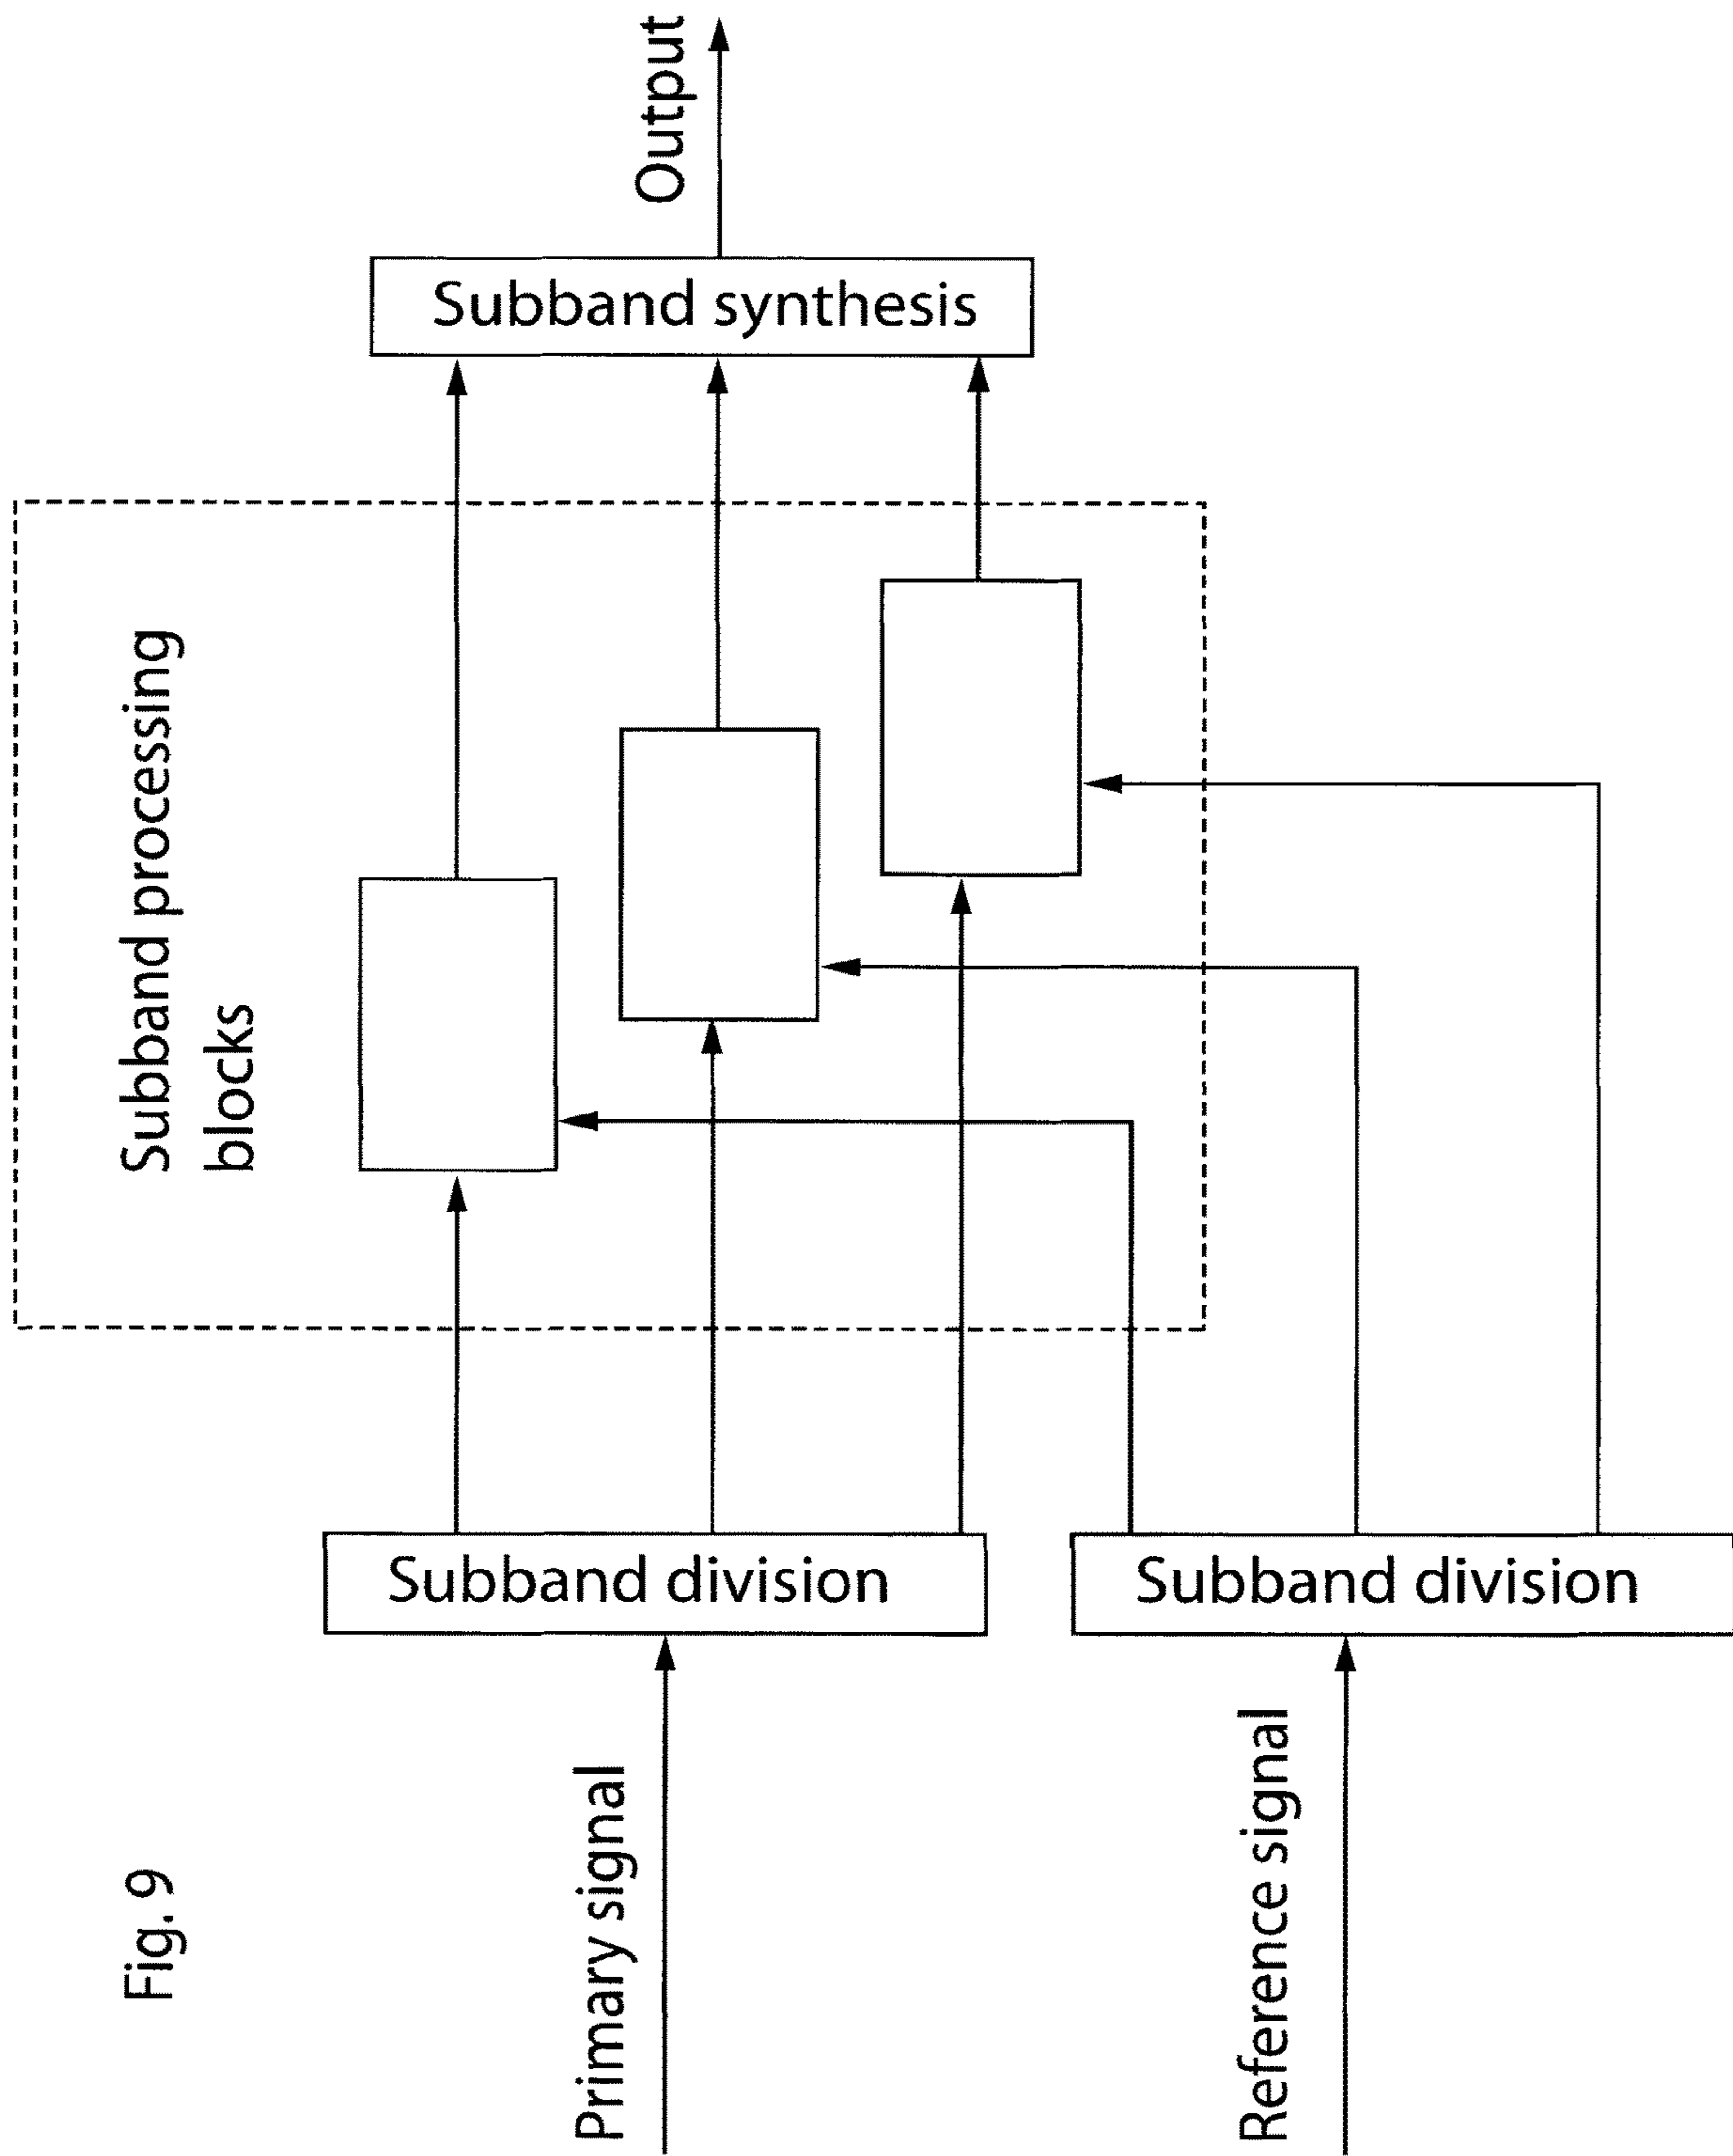 Fig. 9
Subband processing
blocks
Primary signal
Subband division
Subband synthesis
Output
Reference signal
Subband division